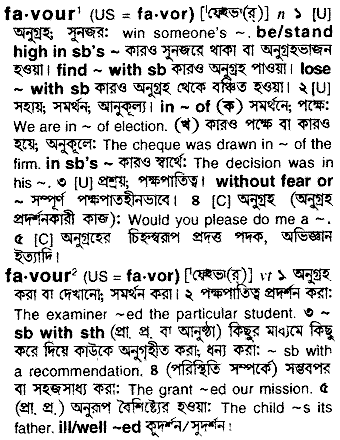 fa·vour¹ (US = fa·vor) [ˈফেইভ্যা(র্)] n ১ [U]
অনুগ্রহ; সুনজর: win someone's ~. be/stand
high in sb's ~ কারও সুনজরে থাকা বা অনুগ্রহভাজন
হওয়া। find ~ with sb কারও অনুগ্রহ পাওয়া। lose
~ with sb কারও অনুগ্রহ থেকে বঞ্চিত হওয়া। ২ [U]
সহায়; সমর্থন; আনুকূল্য। in ~ of (ক) সমর্থনে; পক্ষে:
We are in ~ of election. (খ) কারও পক্ষে বা কারও
হয়ে; অনুকূলে: The cheque was drawn in ~ of the
firm. in sb's ~ কারও স্বার্থে: The decision was in
his ~. ৩ [U] প্রশ্রয়; পক্ষপাতিত্ব। without fear or
~ সম্পূর্ণ পক্ষপাতহীনভাবে। ৪ [C] অনুগ্রহ (অনুগ্রহ
প্রদর্শনকারী কাজ): Would you please do me a ~.
৫ [C] অনুগ্রহের চিহ্নস্বরূপ প্রদত্ত পদক, অভিজ্ঞান
ইত্যাদি।
fa·vour² (US = fa·vor) [ˈফেইভ্যা(র্)] vt ১ অনুগ্রহ
করা বা দেখানো; সমর্থন করা। ২ পক্ষপাতিত্ব প্রদর্শন করা:
The examiner ~ed the particular student. ৩ ~
sb with sth (প্রা. প্র. বা আনুষ্ঠা) কিছুর মাধ্যমে কিছু
করে দিয়ে কাউকে অনুগৃহীত করা; ধন্য করা: ~ sb with
a recommendation. ৪ (পরিস্থিতি সম্পর্কে) সম্ভবপর
বা সহজসাধ্য করা: The grant ~ed our mission. ৫
(প্রা. প্র.) অনুরূপ বৈশিষ্ট্যের হওয়া: The child ~s its
father. ill/well ~ed কুদর্শন/সুদর্শন।